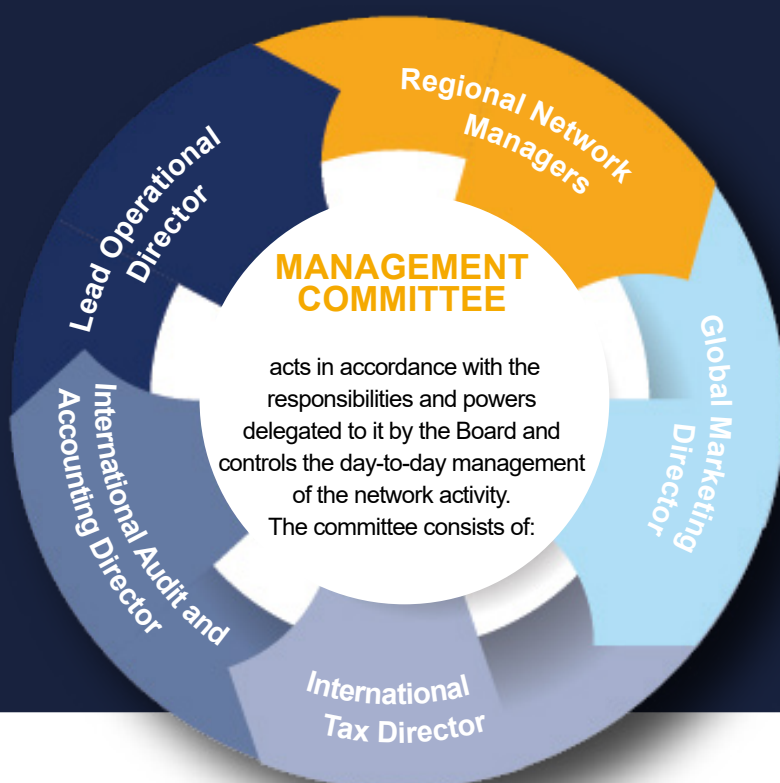 MANAGEMENT
COMMITTEE
acts in accordance with the
responsibilities and powers
delegated to it by the Board and
controls the day-to-day management
of the network activity.
The committee consists of:
Regional Network
Managers
Global Marketing
Director
International
Tax Director
International Audit and
Accounting Director
Lead Operational
Director